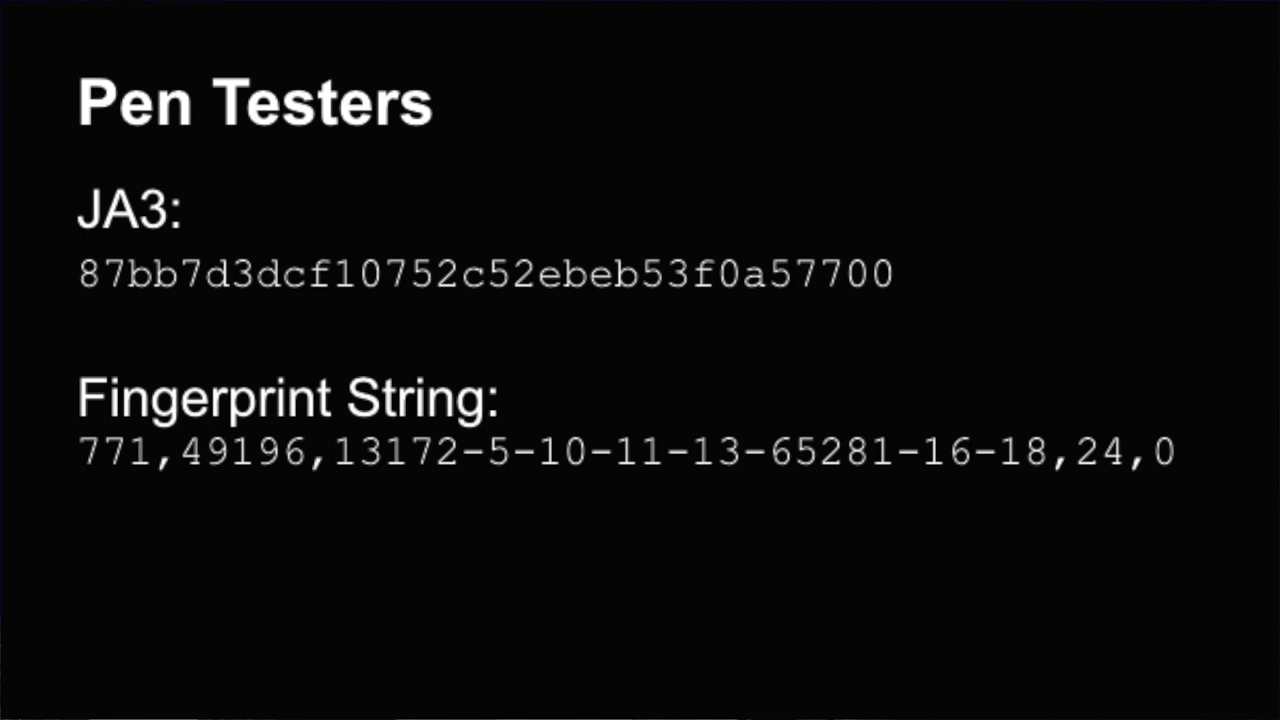 Pen Testers
JA3:
87bb7d3dcf10752c52ebeb53f0a57700
Fingerprint String:
771,49196,13172-5-10-11-13-65281-16-18,24,0